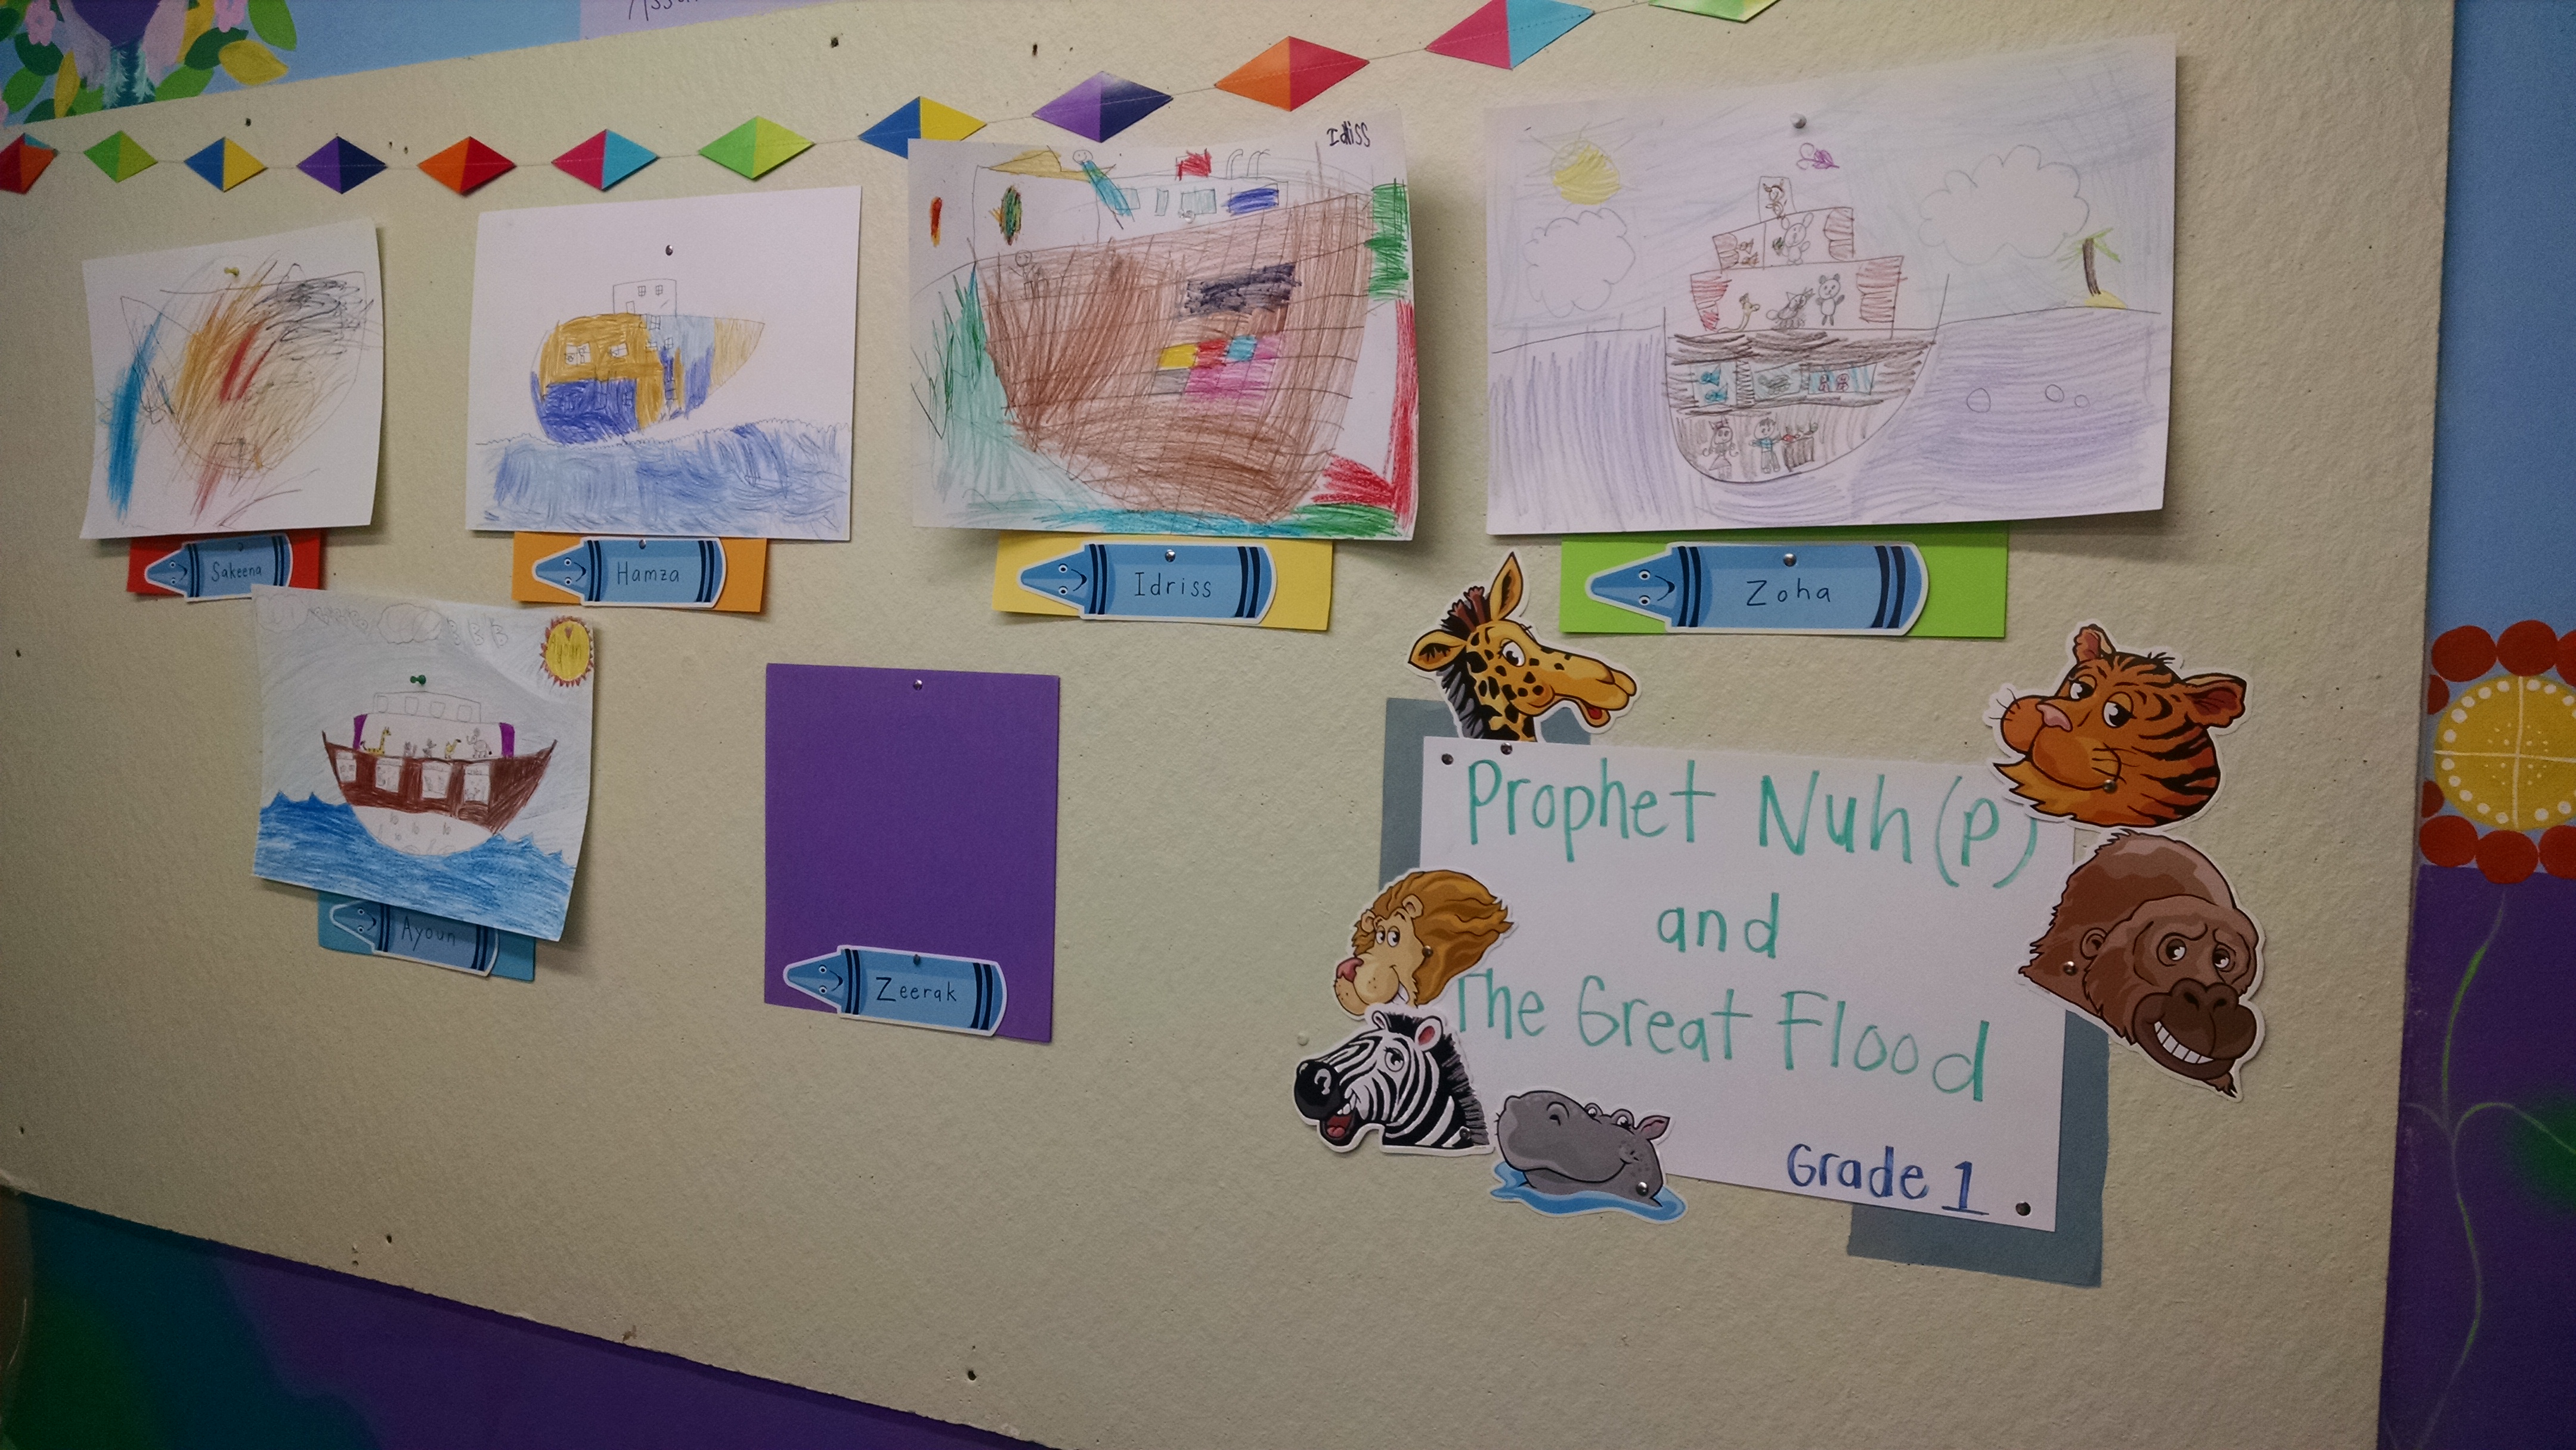 Idriss
Sakeena
Hamza
Idriss
Zoha
Ayoun
Zeerak
Prophet Nuh (p)
and
The Great Flood
Grade 1